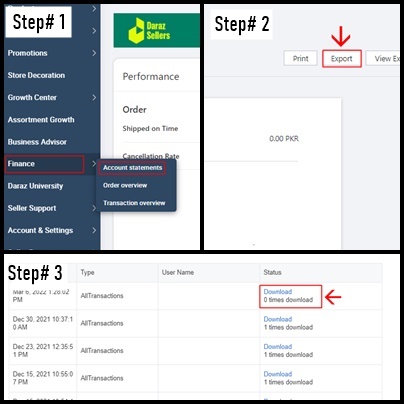 Step# 1
Promotions
Store Decoration
Growth Center
Assortment Growth
Business Advisor
Finance
Daraz University
Seller Support
Account & Settings
Daraz
Sellers
Performance
Order
Shipped on Time
Cancellation Rate
Account statements
Order overview
Transaction overview
Step# 2
Print
Export
View Ex
0.00 PKR
Step# 3
Type
User Name
Status
Mar 6, 2022 1:28:02
PM
AllTransactions
Download
0 times download
Dec 30, 2021 10:37:1
0 AM
AllTransactions
Download
1 times download
Dec 23, 2021 12:35:5
1 PM
AllTransactions
Download
1 times download
Dec 15, 2021 10:55:0
7 PM
AllTransactions
Download
1 times download